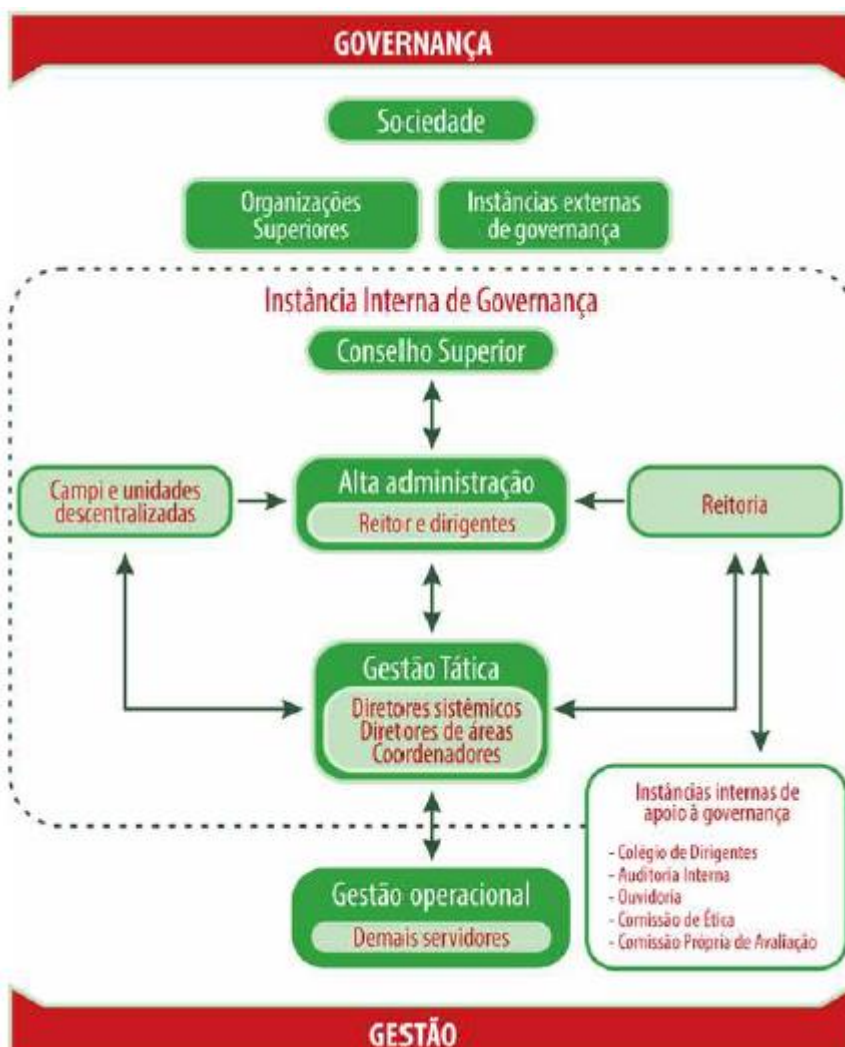 GOVERNANÇA
Sociedade
Organizações
Superiores
Instâncias externas
de governança
Instância Interna de Governança
Conselho Superior
Campi e unidades
descentralizadas
Alta administração
Reitor e dirigentes
Reitoria
Gestão Tática
Diretores sistêmicos
Diretores de áreas
Coordenadores
Instâncias internas de
apoio à governança
- Colégio de Dirigentes
- Auditoria Interna
- Ouvidoria
- Comissão de Ética
- Comissão Própria de Avaliação
Gestão operacional
Demais servidores
GESTÃO